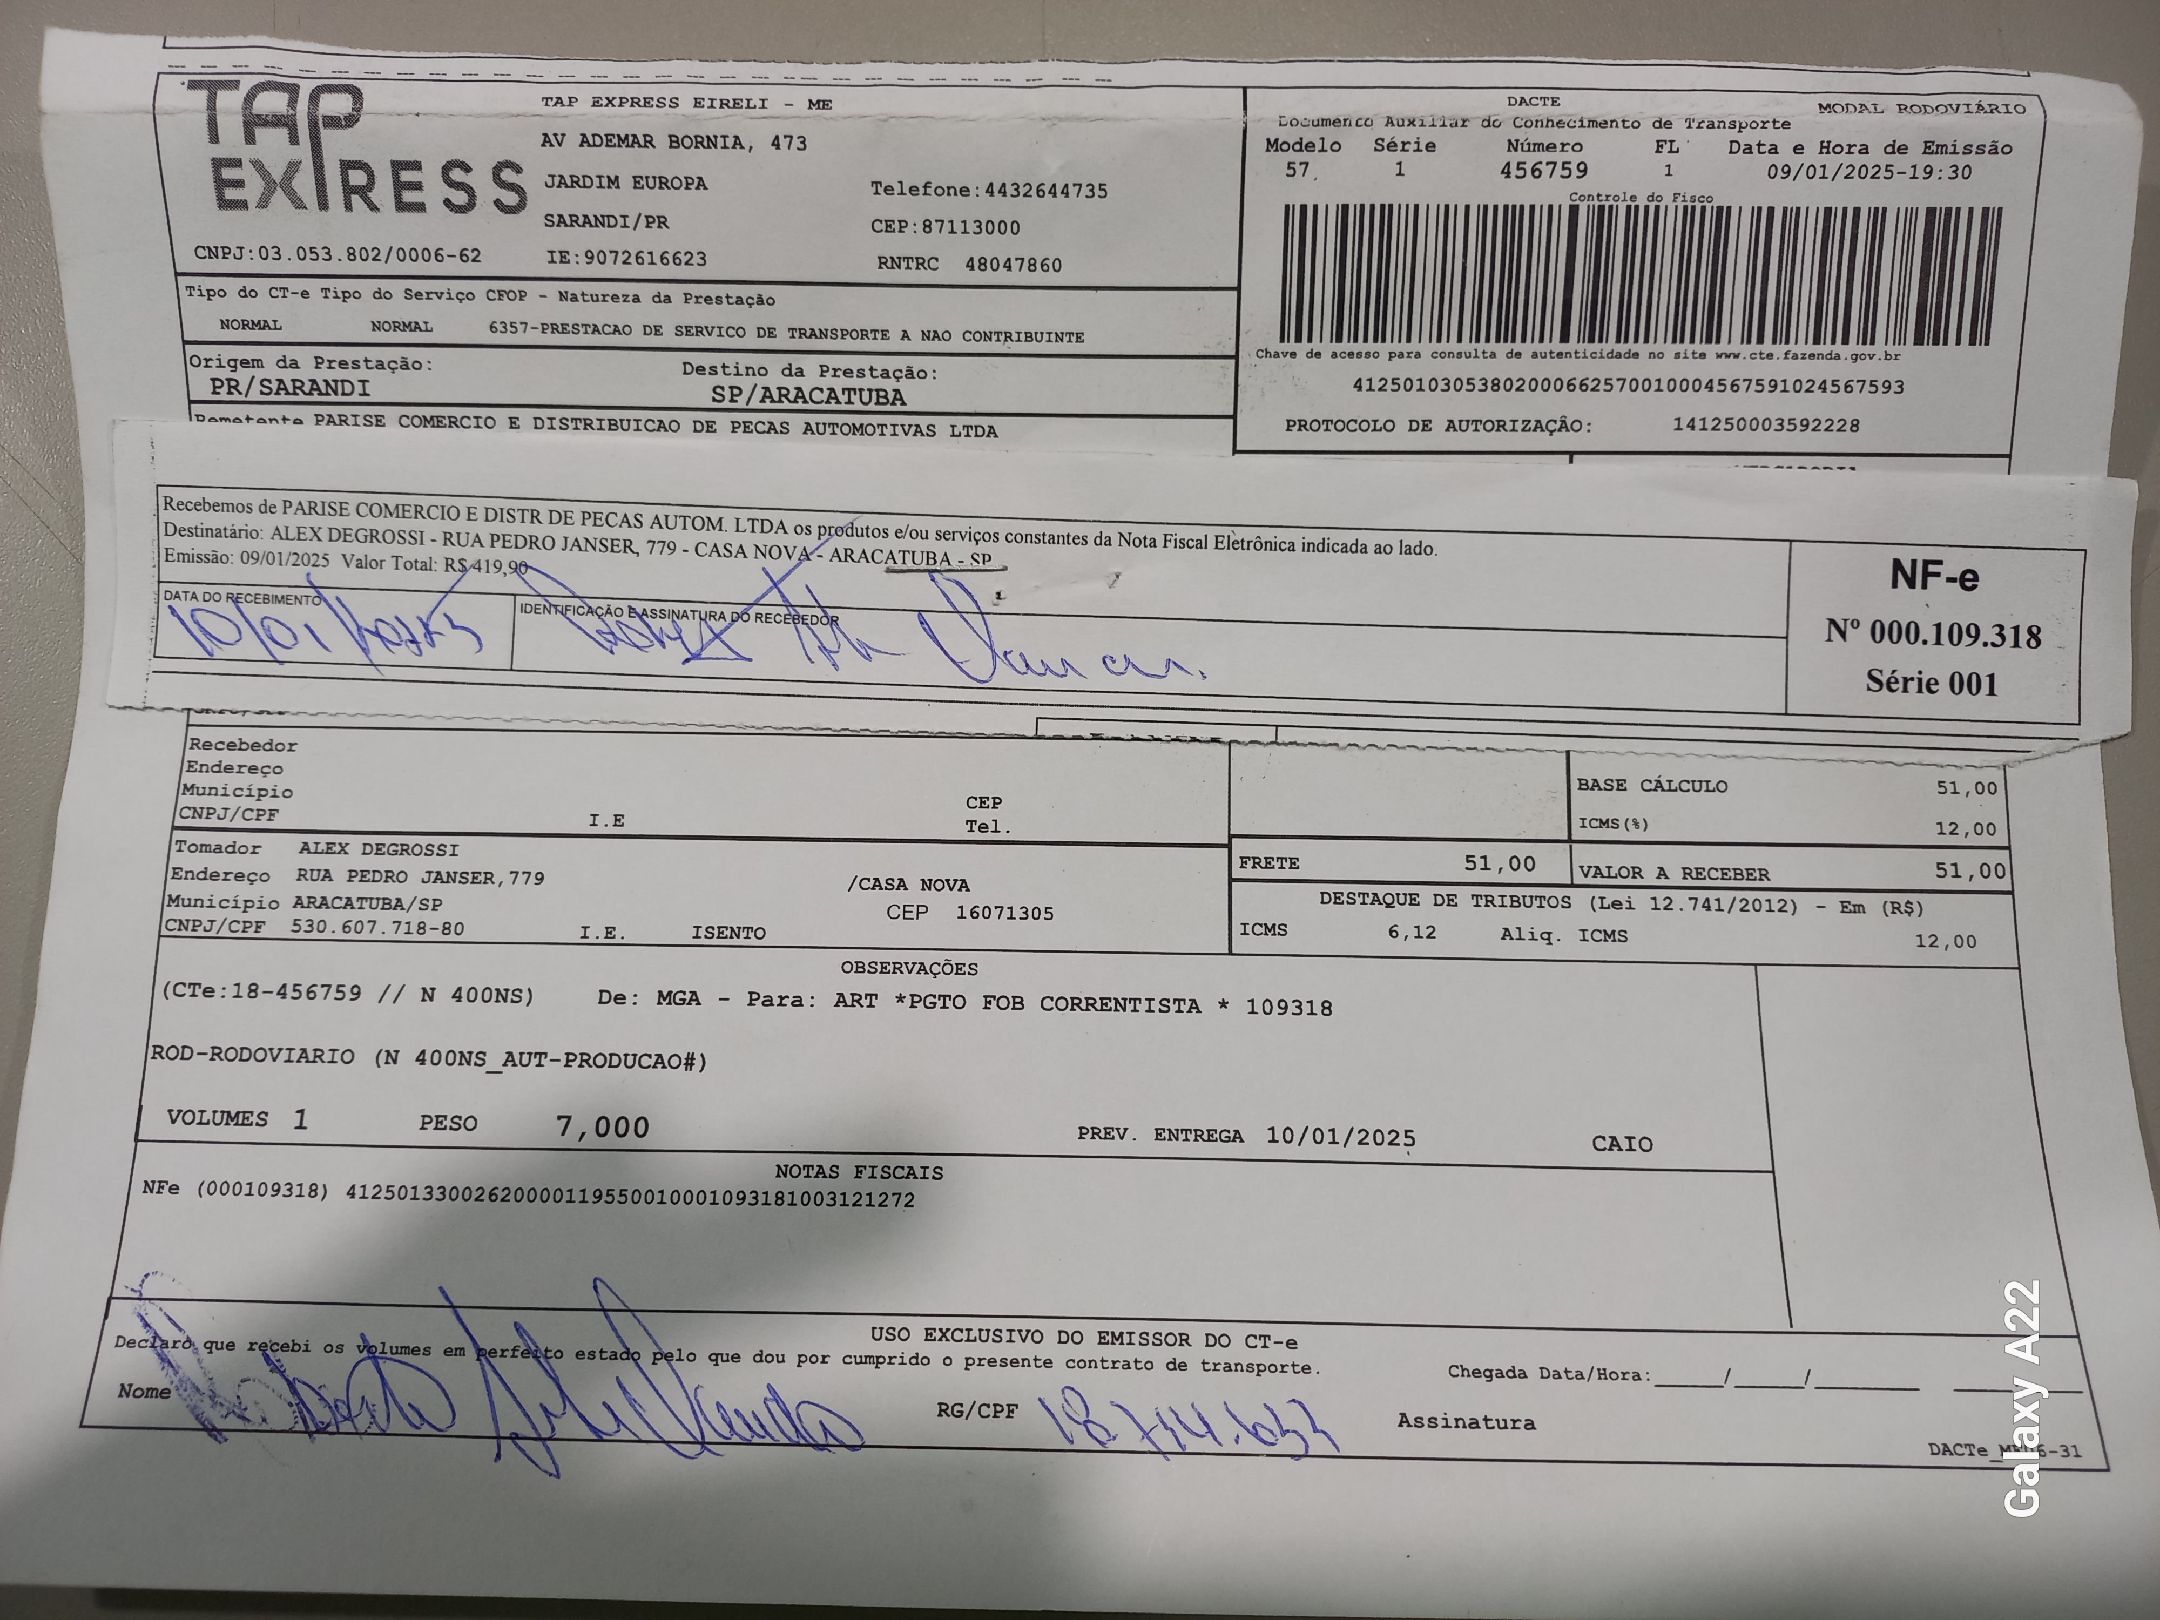 TAP EXPRESS
TAP EXPRESS EIRELI - ME
AV ADEMAR BORNIA, 473
JARDIM EUROPA Telefone:4432644735
SARANDI/PR CEP:87113000
CNPJ:03.053.802/0006-62 IE:9072616623 RNTRC 48047860
DACTE MODAL RODOVIÁRIO
Documento Auxiliar do Conhecimento de Transporte
Modelo Série Número FL Data e Hora de Emissão
57 1 456759 1 09/01/2025-19:30
Controle do Fisco
Chave de acesso para consulta de autenticidade no site www.cte.fazenda.gov.br
41250103053802000662570010004567591024567593
PROTOCOLO DE AUTORIZAÇÃO: 141250003592228
Tipo do CT-e Tipo do Serviço CFOP - Natureza da Prestação
NORMAL NORMAL 6357-PRESTACAO DE SERVICO DE TRANSPORTE A NAO CONTRIBUINTE
Origem da Prestação: Destino da Prestação:
PR/SARANDI SP/ARACATUBA
Remetente PARISE COMERCIO E DISTRIBUICAO DE PECAS AUTOMOTIVAS LTDA
Recebemos de PARISE COMERCIO E DISTR DE PECAS AUTOM. LTDA os produtos e/ou serviços constantes da Nota Fiscal Eletrônica indicada ao lado.
Destinatário: ALEX DEGROSSI - RUA PEDRO JANSER, 779 - CASA NOVA - ARACATUBA - SP
Emissão: 09/01/2025 Valor Total: R$ 419,90
DATA DO RECEBIMENTO IDENTIFICAÇÃO E ASSINATURA DO RECEBEDOR
10/01/2025
NF-e
Nº 000.109.318
Série 001
Recebedor
Endereço
Município CEP
CNPJ/CPF I.E Tel.
BASE CÁLCULO 51,00
ICMS(%) 12,00
Tomador ALEX DEGROSSI
Endereço RUA PEDRO JANSER,779 /CASA NOVA
Município ARACATUBA/SP CEP 16071305
CNPJ/CPF 530.607.718-80 I.E. ISENTO
FRETE 51,00 VALOR A RECEBER 51,00
DESTAQUE DE TRIBUTOS (Lei 12.741/2012) - Em (R$)
ICMS 6,12 Aliq. ICMS 12,00
OBSERVAÇÕES
(CTe:18-456759 // N 400NS) De: MGA - Para: ART *PGTO FOB CORRENTISTA * 109318
ROD-RODOVIARIO (N 400NS_AUT-PRODUCAO#)
VOLUMES 1 PESO 7,000 PREV. ENTREGA 10/01/2025 CAIO
NOTAS FISCAIS
NFe (000109318) 41250133002620000119550010001093181003121272
USO EXCLUSIVO DO EMISSOR DO CT-e
Declaro que recebi os volumes em perfeito estado pelo que dou por cumprido o presente contrato de transporte.
Chegada Data/Hora:_____/_____/_______ ________
Nome RG/CPF 18.744.633 Assinatura
Galaxy A22